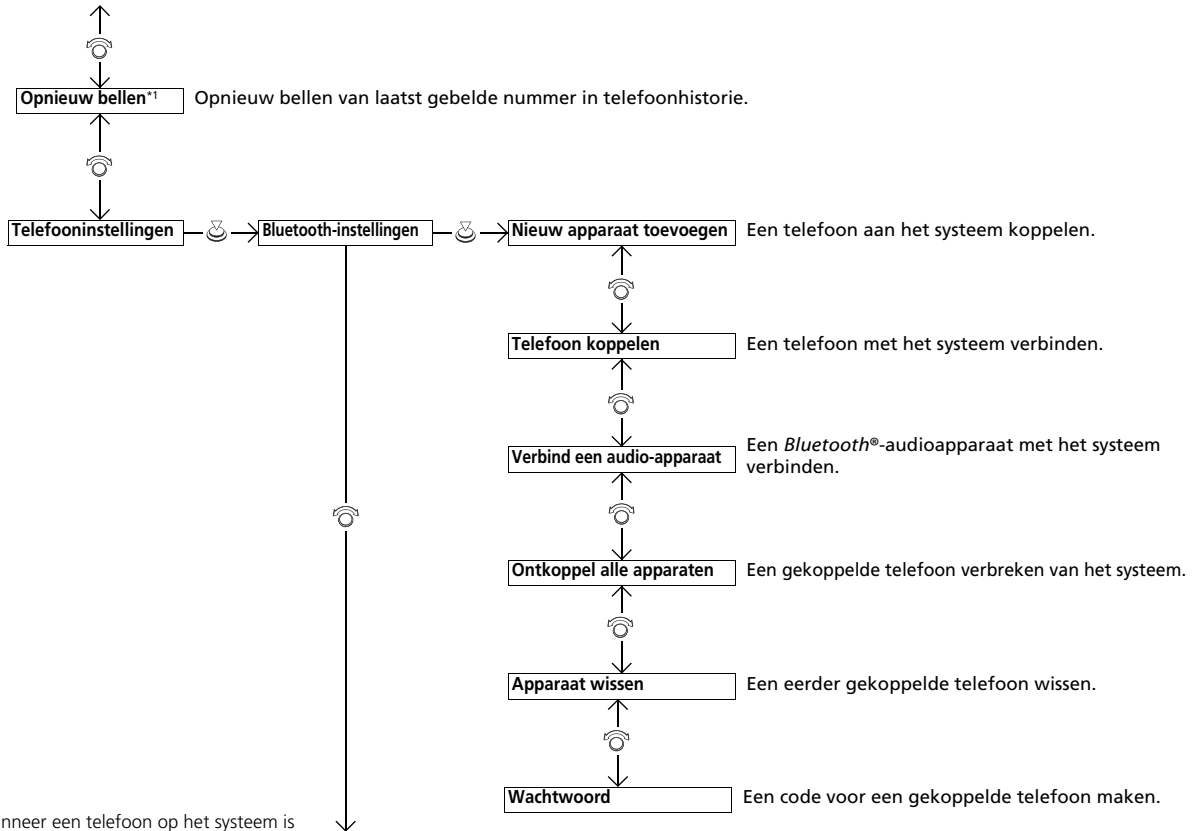 Opnieuw bellen*1 Opnieuw bellen van laatst gebelde nummer in telefoonhistorie.
Telefooninstellingen Bluetooth-instellingen Nieuw apparaat toevoegen Een telefoon aan het systeem koppelen.
Telefoon koppelen Een telefoon met het systeem verbinden.
Verbind een audio-apparaat Een Bluetooth®-audioapparaat met het systeem
verbinden.
Ontkoppel alle apparaten Een gekoppelde telefoon verbreken van het systeem.
Apparaat wissen Een eerder gekoppelde telefoon wissen.
Wachtwoord Een code voor een gekoppelde telefoon maken.
een telefoon op het systeem is